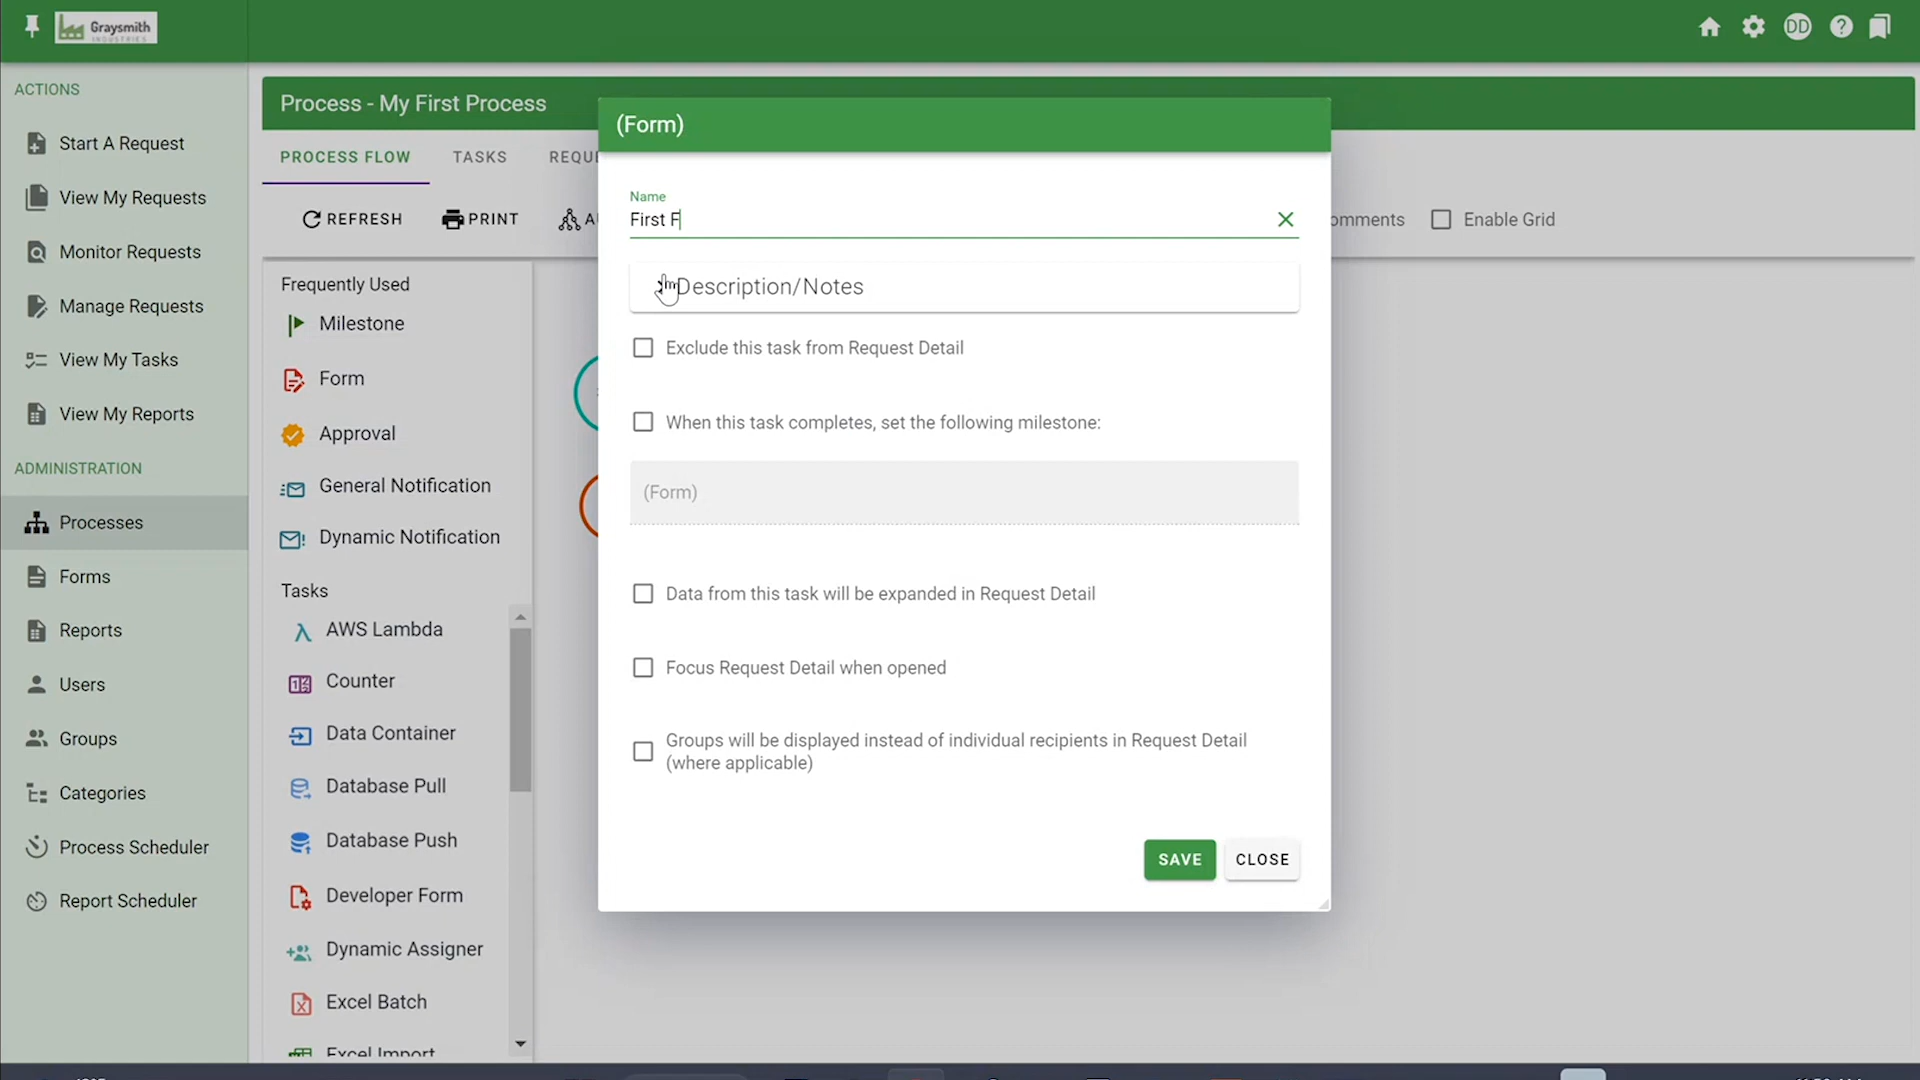 Graysmith
INDUSTRIES
DD
?
ACTIONS
Start A Request
View My Requests
Monitor Requests
Manage Requests
View My Tasks
View My Reports
ADMINISTRATION
Processes
Forms
Reports
Users
Groups
Categories
Process Scheduler
Report Scheduler
Process - My First Process
PROCESS FLOW
TASKS
REQU
REFRESH
PRINT
omments
Enable Grid
Frequently Used
Milestone
Form
Approval
General Notification
Dynamic Notification
Tasks
AWS Lambda
Counter
Data Container
Database Pull
Database Push
Developer Form
Dynamic Assigner
Excel Batch
Excel Import
(Form)
Name
First F
Description/Notes
Exclude this task from Request Detail
When this task completes, set the following milestone:
(Form)
Data from this task will be expanded in Request Detail
Focus Request Detail when opened
Groups will be displayed instead of individual recipients in Request Detail
(where applicable)
SAVE
CLOSE